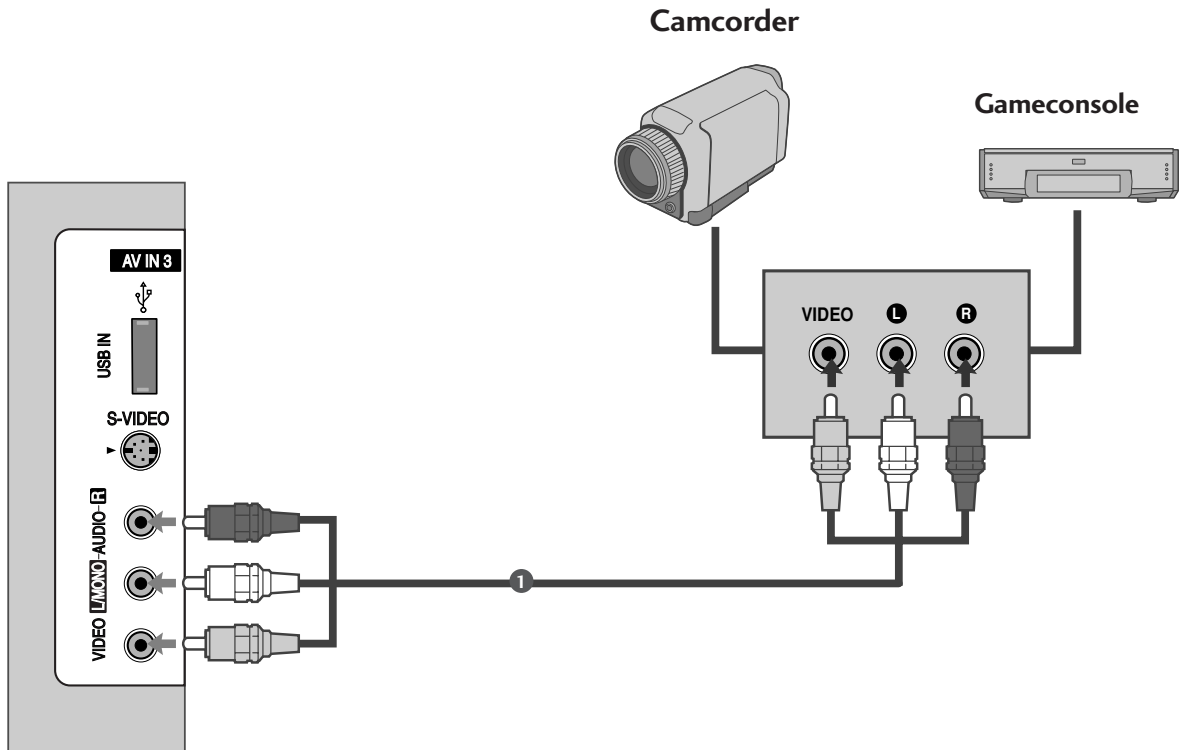 Camcorder
Gameconsole
AV IN 3
USB IN
S-VIDEO
VIDEO L/MONO-AUDIO-R
VIDEO L R
1